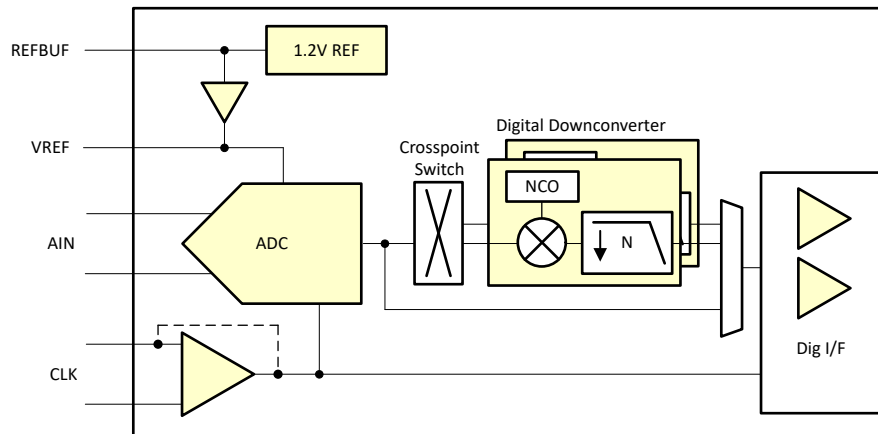 REFBUF
1.2V REF
VREF
Digital Downconverter
Crosspoint
Switch
NCO
AIN
ADC
N
Dig I/F
CLK